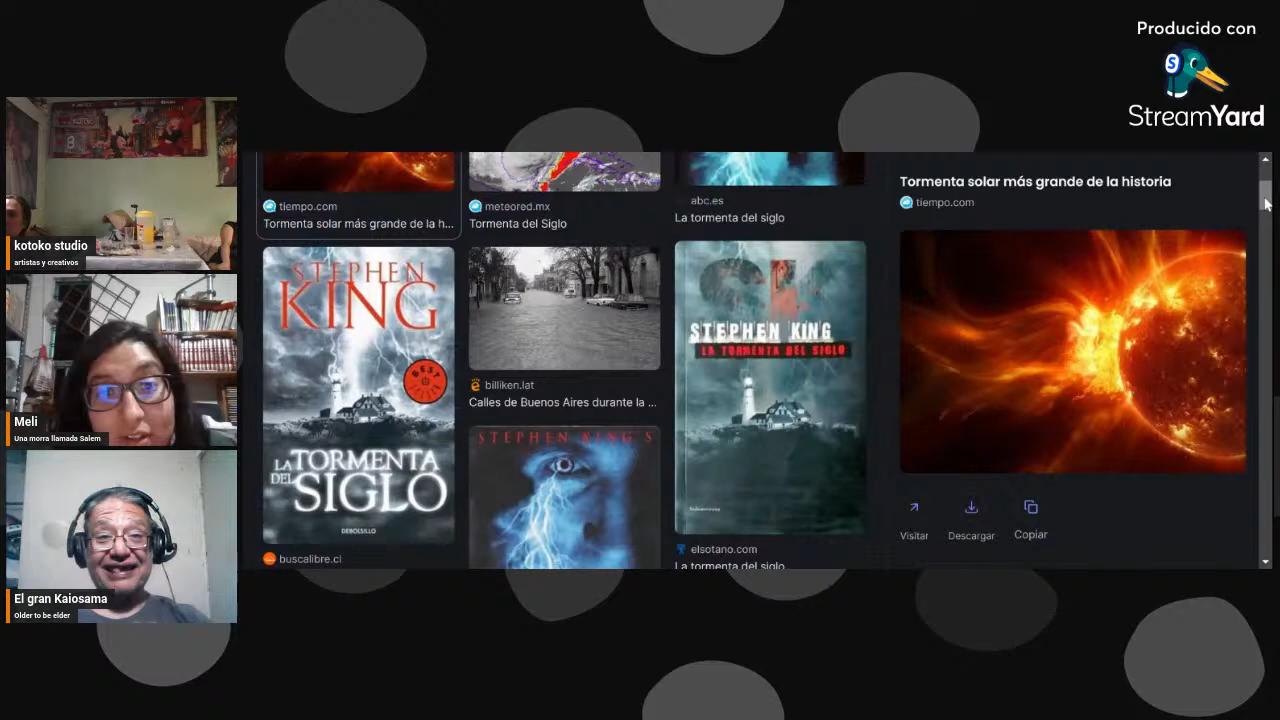 Producido con
StreamYard
kotoko studio
artistas y creativos
Meli
Una morra llamada Salem
El gran Kaiosama
Older to be elder
tiempo.com
Tormenta solar más grande de la h...
meteored.mx
Tormenta del Siglo
abc.es
La tormenta del siglo
STEPHEN
KING
BEST
LA TORMENTA
DEL SIGLO
DEBOLSILLO
buscalibre.cl
billiken.lat
Calles de Buenos Aires durante la ...
STEPHEN KING'S
SK
STEPHEN KING
LA TORMENTA DEL SIGLO
elsotano.com
La tormenta del siglo
Tormenta solar más grande de la historia
tiempo.com
Visitar
Descargar
Copiar